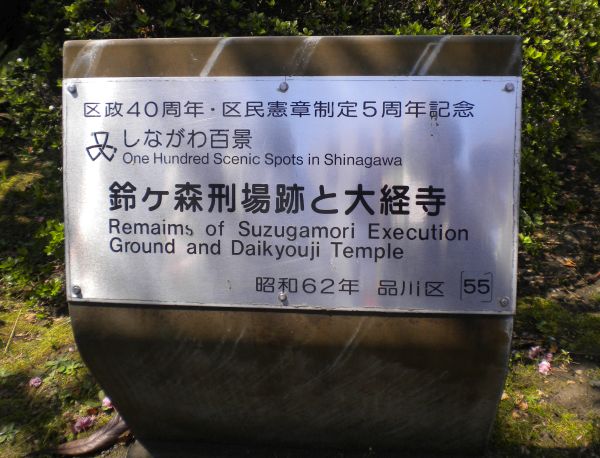 区政40周年・区民憲章制定5周年記念
しながわ百景
One Hundred Scenic Spots in Shinagawa
鈴ヶ森刑場跡と大経寺
Remaims of Suzugamori Execution
Ground and Daikyouji Temple
昭和62年 品川区 [55]